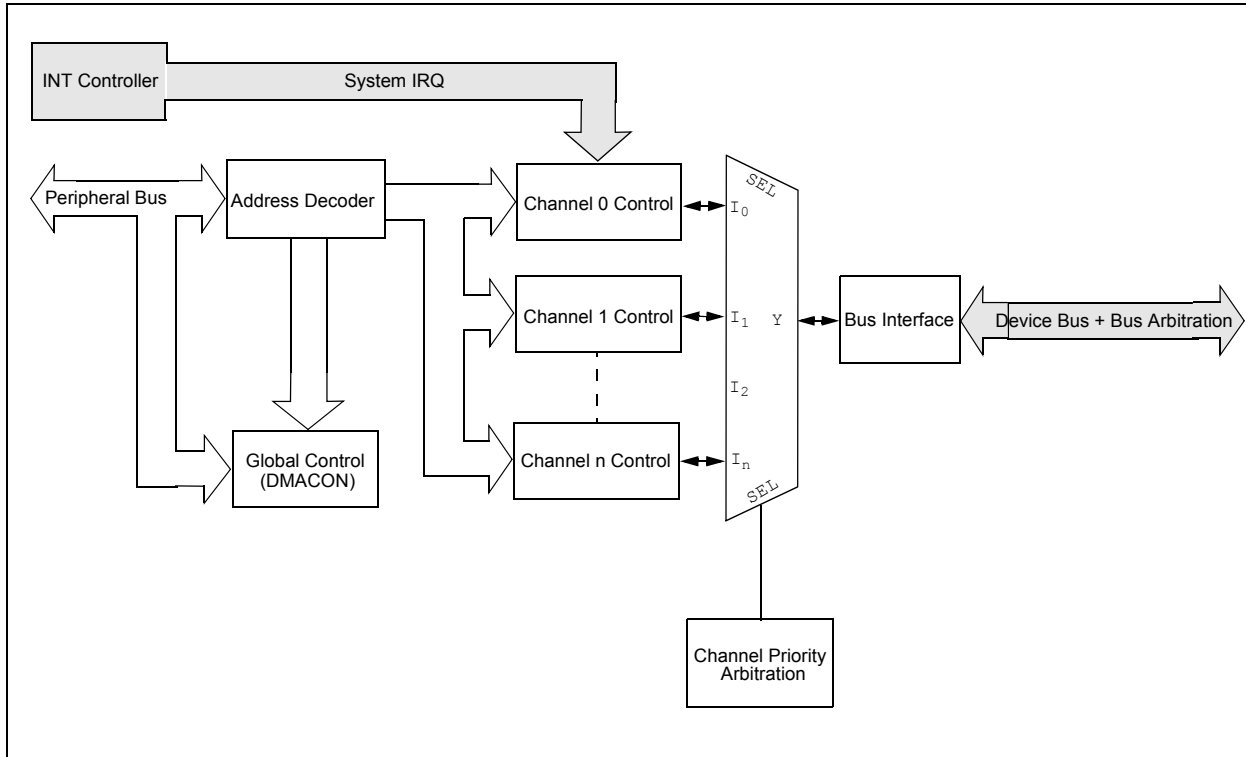 INT Controller
System IRQ
Peripheral Bus
Address Decoder
Channel 0 Control
SEL
I0
Channel 1 Control
I1
Y
Bus Interface
Device Bus + Bus Arbitration
I2
Global Control
(DMACON)
Channel n Control
In
SEL
Channel Priority
Arbitration